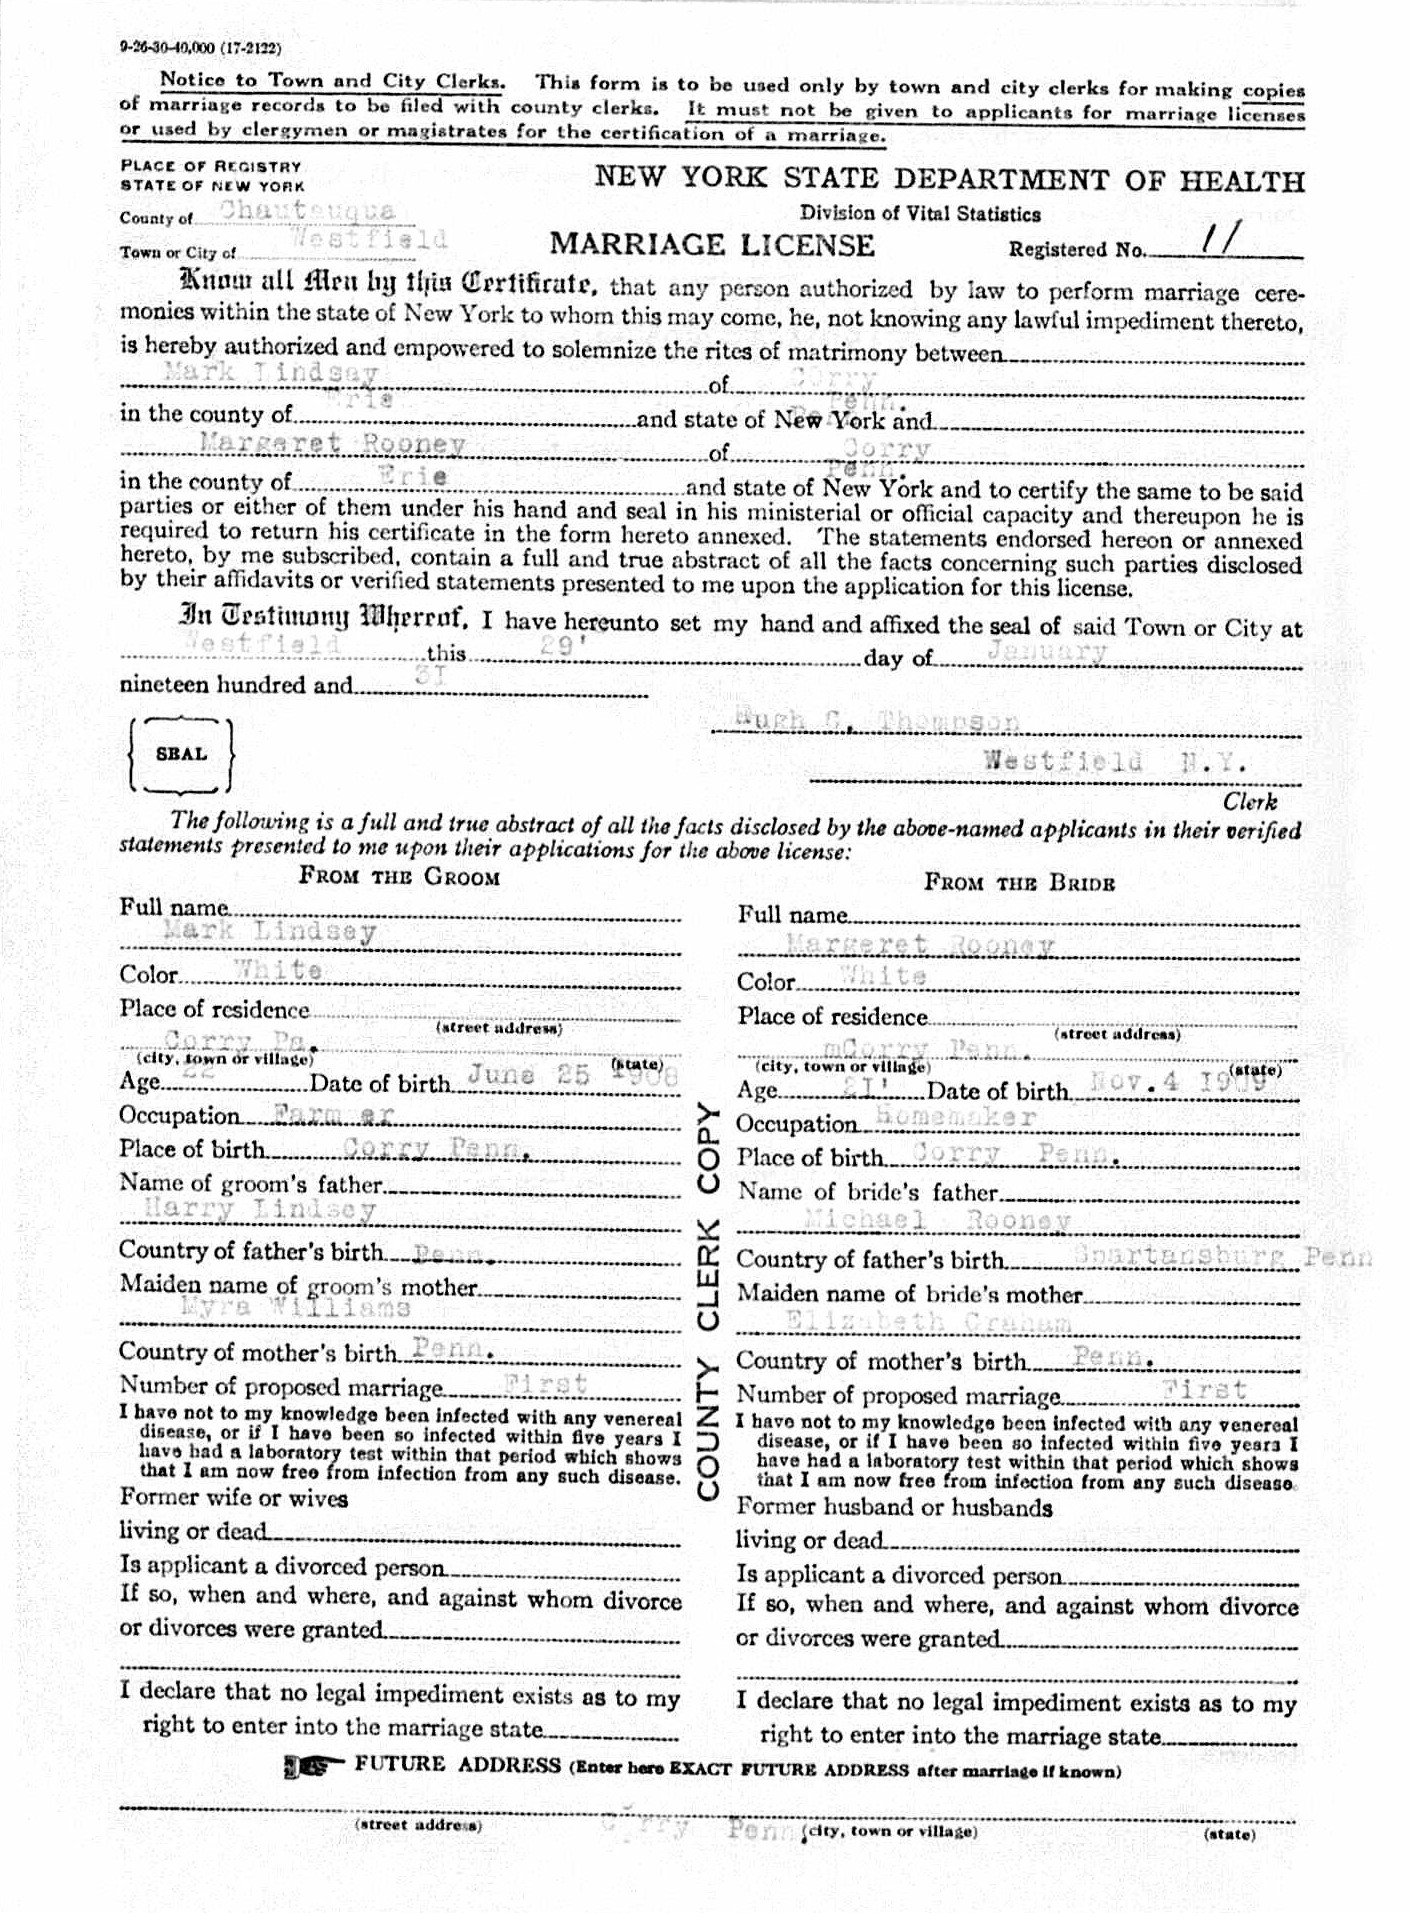 9-26-30-40,000 (17-2122)
Notice to Town and City Clerks. This form is to be used only by town and city clerks for making copies
of marriage records to be filed with county clerks. It must not be given to applicants for marriage licenses
or used by clergymen or magistrates for the certification of a marriage.
PLACE OF REGISTRY
STATE OF NEW YORK
NEW YORK STATE DEPARTMENT OF HEALTH
County of Chautauqua
Division of Vital Statistics
Town or City of Westfield
MARRIAGE LICENSE
Registered No. 11
Know all Men by this Certificate, that any person authorized by law to perform marriage cere-
monies within the state of New York to whom this may come, he, not knowing any lawful impediment thereto,
is hereby authorized and empowered to solemnize the rites of matrimony between
Mark Lindsay of Corry
in the county of Erie and state of New York Penn. and
Margaret Rooney of Corry
in the county of Erie and state of New York Penn. and to certify the same to be said
parties or either of them under his hand and seal in his ministerial or official capacity and thereupon he is
required to return his certificate in the form hereto annexed. The statements endorsed hereon or annexed
hereto, by me subscribed, contain a full and true abstract of all the facts concerning such parties disclosed
by their affidavits or verified statements presented to me upon the application for this license.
In Testimony Whereof, I have hereunto set my hand and affixed the seal of said Town or City at
Westfield this 29' day of January
nineteen hundred and 31
Hugh C. Thompson
SEAL
Westfield N.Y.
Clerk
The following is a full and true abstract of all the facts disclosed by the above-named applicants in their verified
statements presented to me upon their applications for the above license:
FROM THE GROOM
Full name
Mark Lindsey
Color White
Place of residence
(street address)
Corry Pa.
(city, town or village) (state)
Age 22 Date of birth June 25 1908
Occupation Farm er
Place of birth Corry Penn.
Name of groom's father
Harry Lindsey
Country of father's birth Penn.
Maiden name of groom's mother
Myra Williams
Country of mother's birth Penn.
Number of proposed marriage First
I have not to my knowledge been infected with any venereal
disease, or if I have been so infected within five years I
have had a laboratory test within that period which shows
that I am now free from infection from any such disease.
Former wife or wives
living or dead
Is applicant a divorced person
If so, when and where, and against whom divorce
or divorces were granted
I declare that no legal impediment exists as to my
right to enter into the marriage state
COUNTY CLERK COPY
FROM THE BRIDE
Full name
Margaret Rooney
Color White
Place of residence
(street address)
mCorry Penn.
(city, town or village) (state)
Age 21' Date of birth Nov. 4 1909
Occupation Homemaker
Place of birth Corry Penn.
Name of bride's father
Michael Rooney
Country of father's birth Spartansburg Penn
Maiden name of bride's mother
Elizabeth Graham
Country of mother's birth Penn.
Number of proposed marriage First
I have not to my knowledge been infected with any venereal
disease, or if I have been so infected within five years I
have had a laboratory test within that period which shows
that I am now free from infection from any such disease
Former husband or husbands
living or dead
Is applicant a divorced person
If so, when and where, and against whom divorce
or divorces were granted
I declare that no legal impediment exists as to my
right to enter into the marriage state
FUTURE ADDRESS (Enter here EXACT FUTURE ADDRESS after marriage if known)
Corry Penn
(street address) (city, town or village) (state)